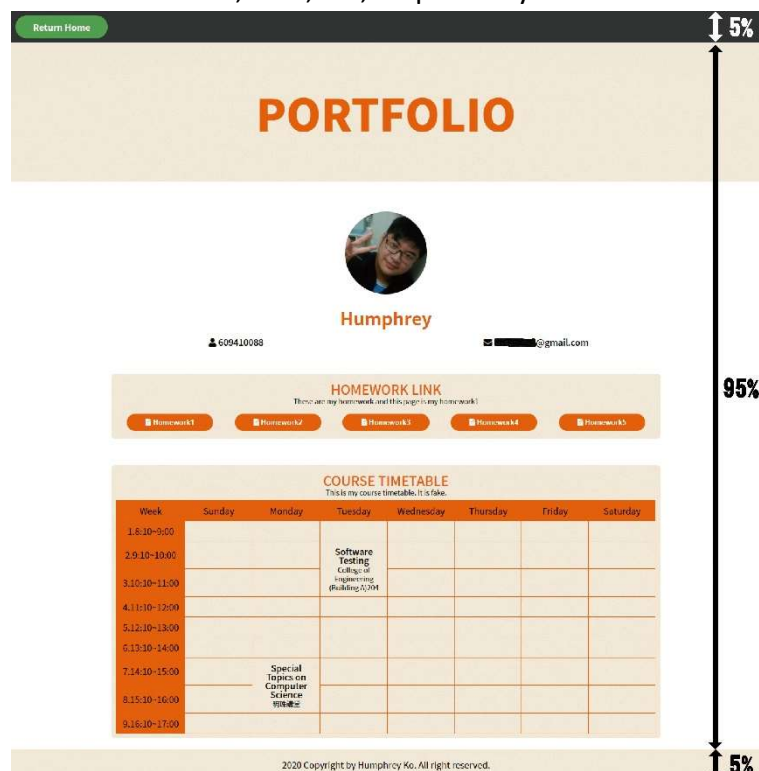 Return Home
5%
PORTFOLIO
Humphrey
609410088
@gmail.com
95%
HOMEWORK LINK
These are my homework and this page is my homework1
Homework1 Homework2 Homework3 Homework4 Homework5
COURSE TIMETABLE
This is my course timetable. It is fake.
Week Sunday Monday Tuesday Wednesday Thursday Friday Saturday
1.8:10~9:00
2.9:10~10:00
Software
Testing
College of
Engineering
(Building A)204
3.10:10~11:00
4.11:10~12:00
5.12:10~13:00
6.13:10~14:00
7.14:10~15:00
Special
Topics on
Computer
Science
8.15:10~16:00
9.16:10~17:00
2020 Copyright by Humphrey Ko. All right reserved.
5%